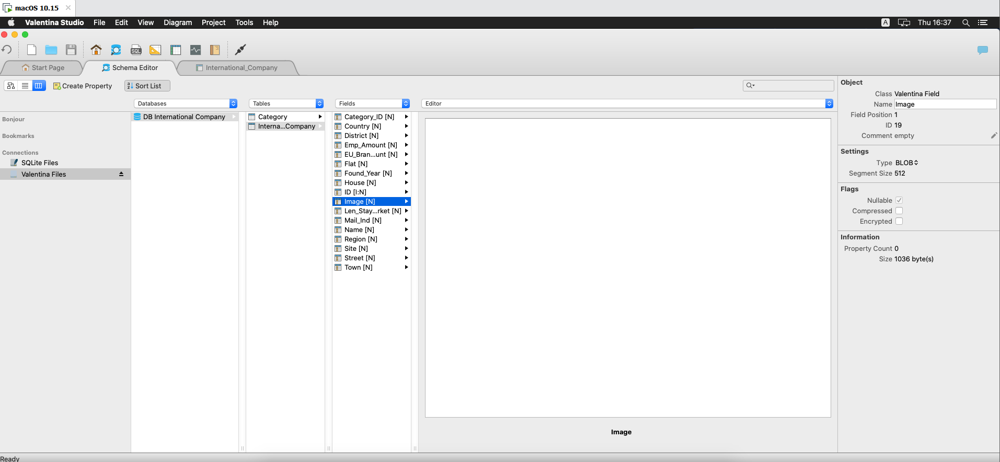 macOS 10.15
Valentina Studio File Edit View Diagram Project Tools Help
A
Thu 16:37
SQL
Start Page
Schema Editor
International_Company
Create Property
Sort List
Databases
Tables
Fields
Editor
Bonjour
Bookmarks
Connections
SQLite Files
Valentina Files
DB International Company
Category
Interna...Company
Category_ID [N]
Country [N]
District [N]
Emp_Amount [N]
EU_Bran...unt [N]
Flat [N]
Found_Year [N]
House [N]
ID [I:N]
Image [N]
Len_Stay...rket [N]
Mail_Ind [N]
Name [N]
Region [N]
Site [N]
Street [N]
Town [N]
Image
Object
Class Valentina Field
Name Image
Field Position 1
ID 19
Comment empty
Settings
Type BLOB
Segment Size 512
Flags
Nullable
Compressed
Encrypted
Information
Property Count 0
Size 1036 byte(s)
Ready